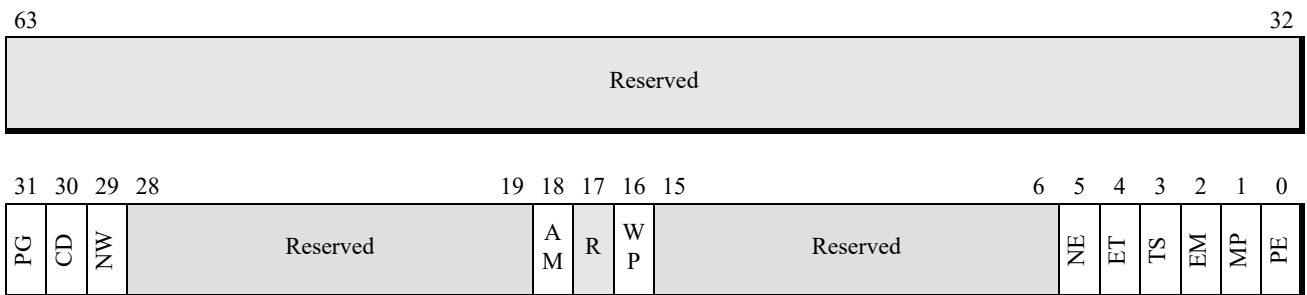 63 32
Reserved
31 30 29 28 19 18 17 16 15 6 5 4 3 2 1 0
PG CD NW Reserved AM R WP Reserved NE ET TS EM MP PE